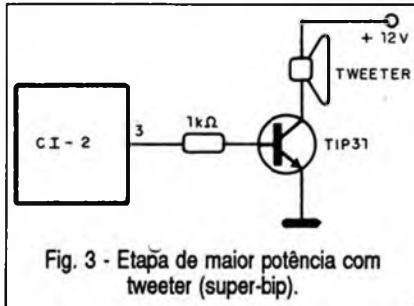 + 12V
TWEETER
CI-2
3
1kΩ
TIP31
Fig. 3 - Etapa de maior potência com
tweeter (super-bip).